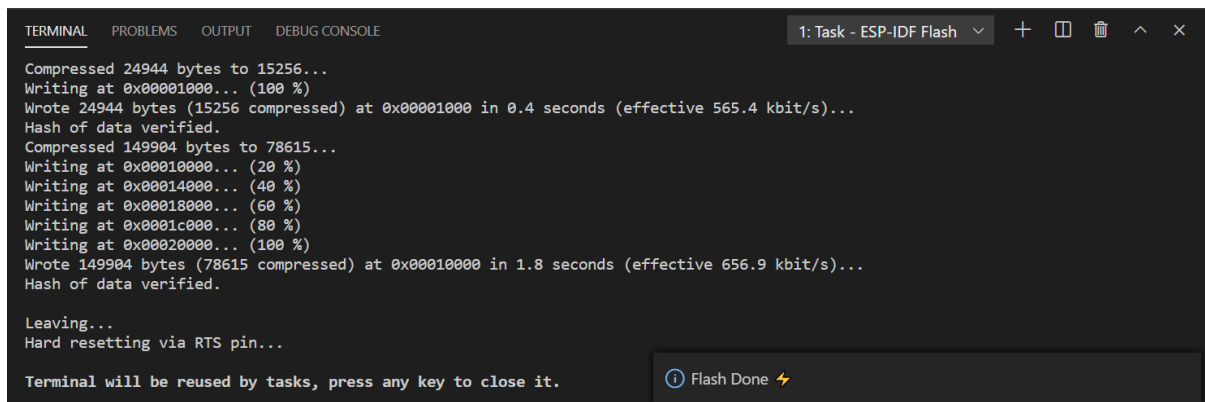 TERMINAL PROBLEMS OUTPUT DEBUG CONSOLE 1: Task - ESP-IDF Flash
Compressed 24944 bytes to 15256...
Writing at 0x00001000... (100 %)
Wrote 24944 bytes (15256 compressed) at 0x00001000 in 0.4 seconds (effective 565.4 kbit/s)...
Hash of data verified.
Compressed 149904 bytes to 78615...
Writing at 0x00010000... (20 %)
Writing at 0x00014000... (40 %)
Writing at 0x00018000... (60 %)
Writing at 0x0001c000... (80 %)
Writing at 0x00020000... (100 %)
Wrote 149904 bytes (78615 compressed) at 0x00010000 in 1.8 seconds (effective 656.9 kbit/s)...
Hash of data verified.
Leaving...
Hard resetting via RTS pin...
Terminal will be reused by tasks, press any key to close it.
Flash Done ⚡